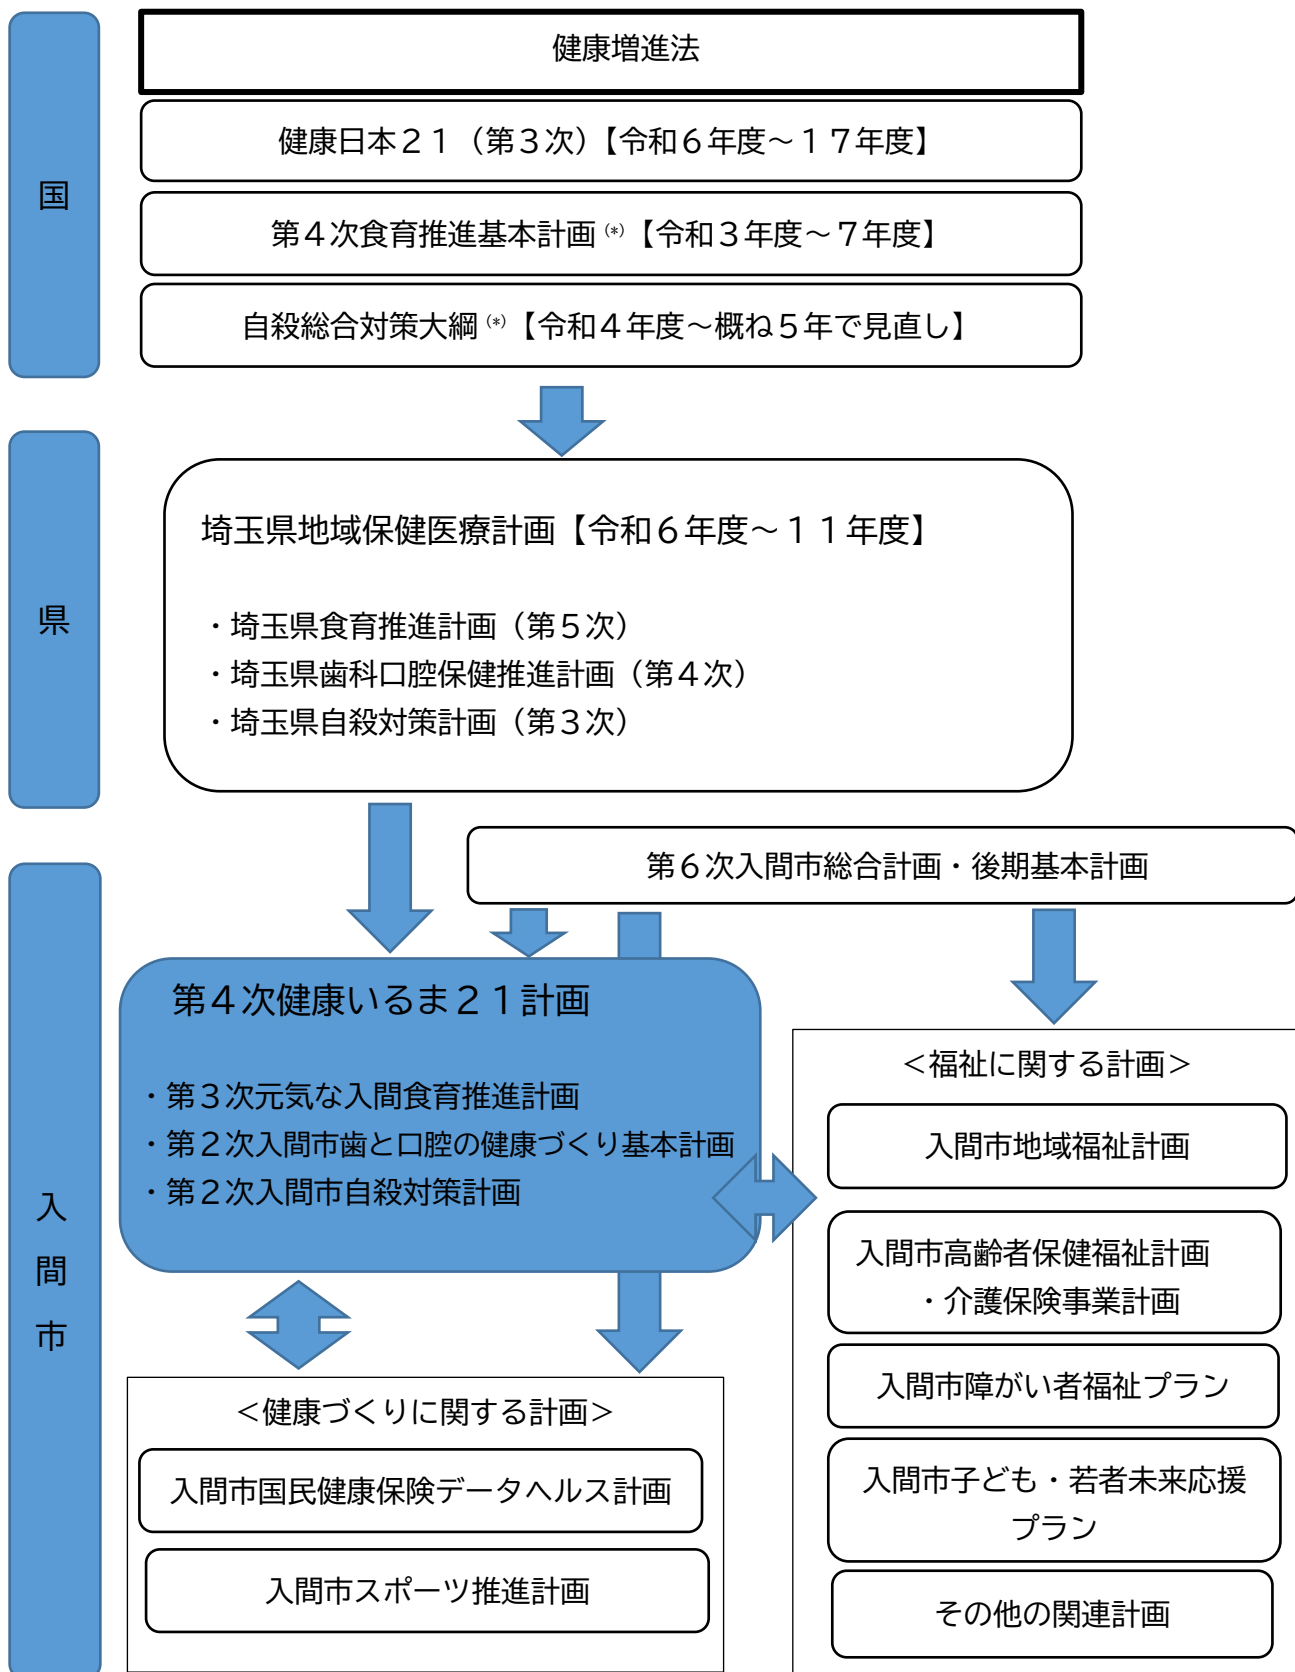 国
健康増進法
健康日本２１（第３次）【令和６年度～１７年度】
第４次食育推進基本計画(*)【令和３年度～７年度】
自殺総合対策大綱(*)【令和４年度～概ね５年で見直し】
県
埼玉県地域保健医療計画【令和６年度～１１年度】
・埼玉県食育推進計画（第５次）
・埼玉県歯科口腔保健推進計画（第４次）
・埼玉県自殺対策計画（第３次）
入間市
第６次入間市総合計画・後期基本計画
第４次健康いるま２１計画
・第３次元気な入間食育推進計画
・第２次入間市歯と口腔の健康づくり基本計画
・第２次入間市自殺対策計画
＜健康づくりに関する計画＞
入間市国民健康保険データヘルス計画
入間市スポーツ推進計画
＜福祉に関する計画＞
入間市地域福祉計画
入間市高齢者保健福祉計画
・介護保険事業計画
入間市障がい者福祉プラン
入間市子ども・若者未来応援
プラン
その他の関連計画